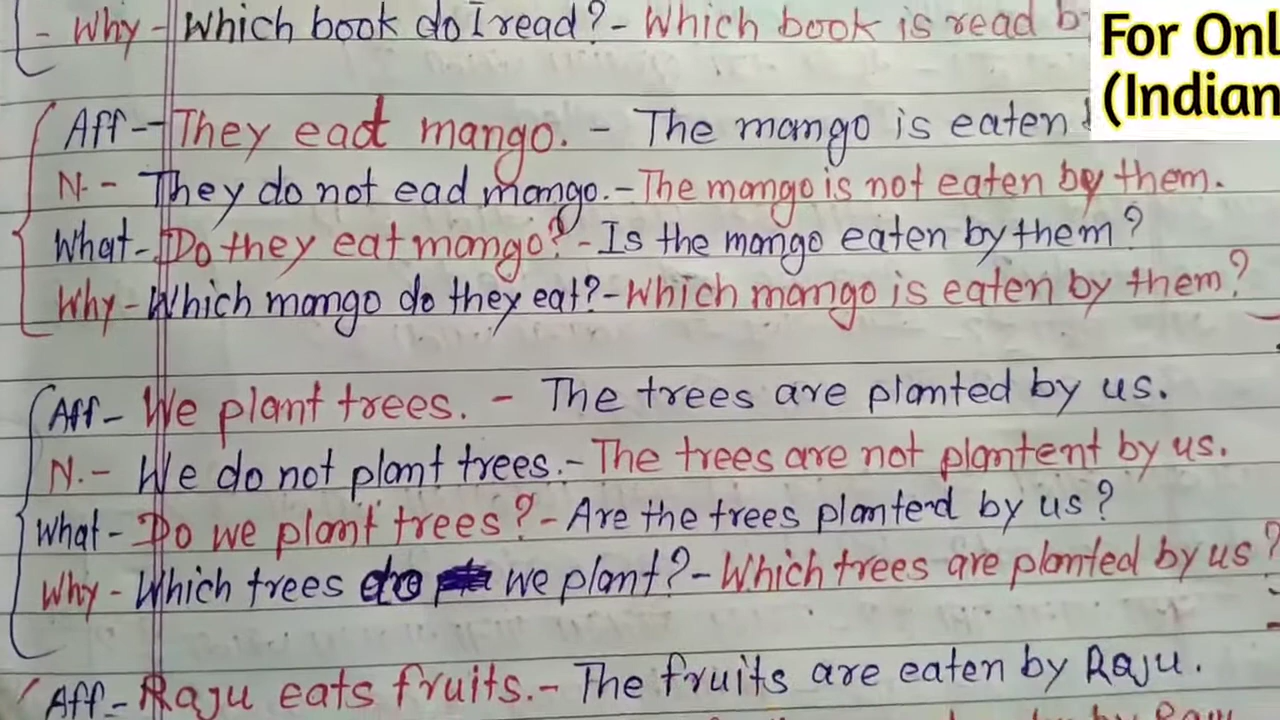 - Why - Which book do I read? - Which book is read
For Onl
(Indian
Aff - They eadt mango. - The mango is eaten
N. - They do not ead mango. - The mango is not eaten by them.
What - Do they eat mango? - Is the mango eaten by them?
Why - Which mango do they eat? - Which mango is eaten by them?
Aff - We plant trees. - The trees are planted by us.
N. - We do not plant trees. - The trees are not plantent by us.
What - Do we plant trees? - Are the trees planted by us?
Why - Which trees do we plant? - Which trees are planted by us?
Aff - Raju eats fruits. - The fruits are eaten by Raju.